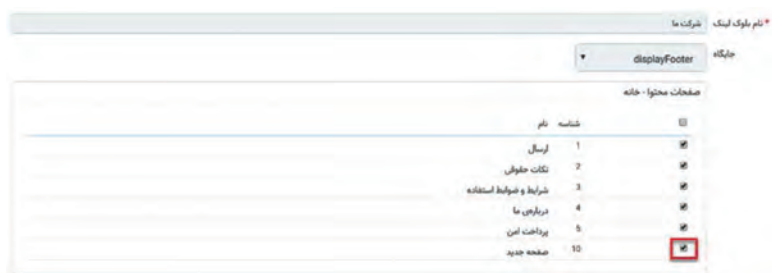 * نام بلوک لینک شرکت ما
جایگاه displayFooter
صفحات محتوا - خانه
شناسه نام
1 ارسال
2 نکات حقوقی
3 شرایط و ضوابط استفاده
4 درباره‌ی ما
5 پرداخت امن
10 صفحه جدید